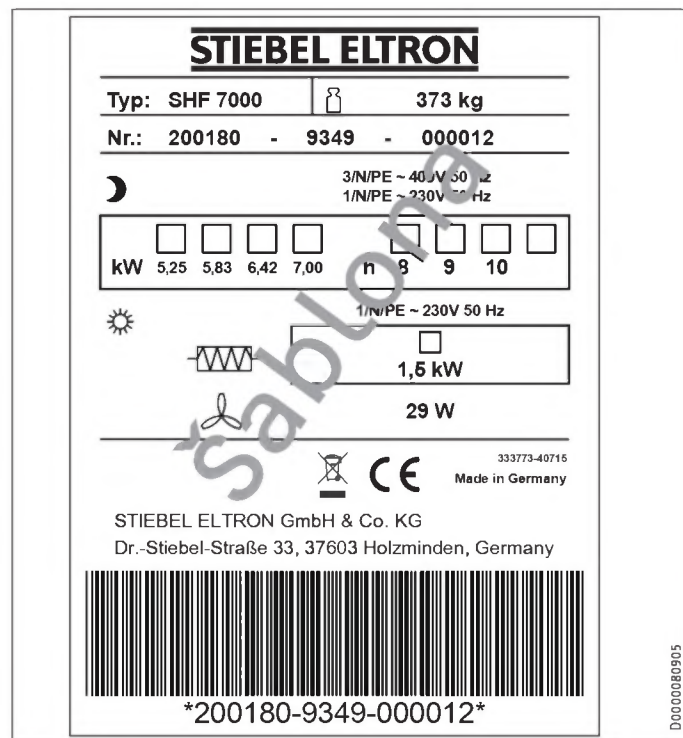 STIEBEL ELTRON
Typ: SHF 7000 373 kg
Nr.: 200180 - 9349 - 000012
3/N/PE ~ 400V 50 Hz
1/N/PE ~ 230V 50 Hz
kW 5,25 5,83 6,42 7,00 h 8 9 10
1/N/PE ~ 230V 50 Hz
1,5 kW
29 W
Šablona
333773-40715
CE Made in Germany
STIEBEL ELTRON GmbH & Co. KG
Dr.-Stiebel-Straße 33, 37603 Holzminden, Germany
*200180-9349-000012*
D0000080905